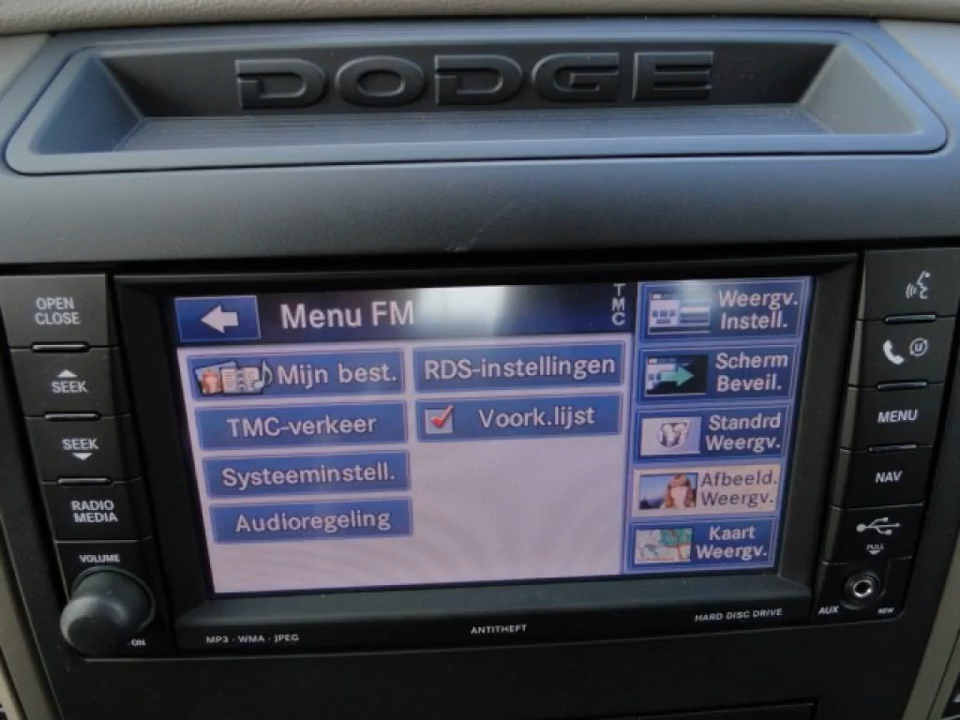 DODGE
OPEN
CLOSE
SEEK
SEEK
RADIO
MEDIA
VOLUME
ON
Menu FM
TMC
Mijn best.
RDS-instellingen
TMC-verkeer
Voork.lijst
Systeeminstell.
Audioregeling
Weergv.
Instell.
Scherm
Beveil.
Standrd
Weergv.
Afbeeld.
Weergv.
Kaart
Weergv.
MENU
NAV
PULL
AUX
MP3 - WMA - JPEG
ANTITHEFT
HARD DISC DRIVE